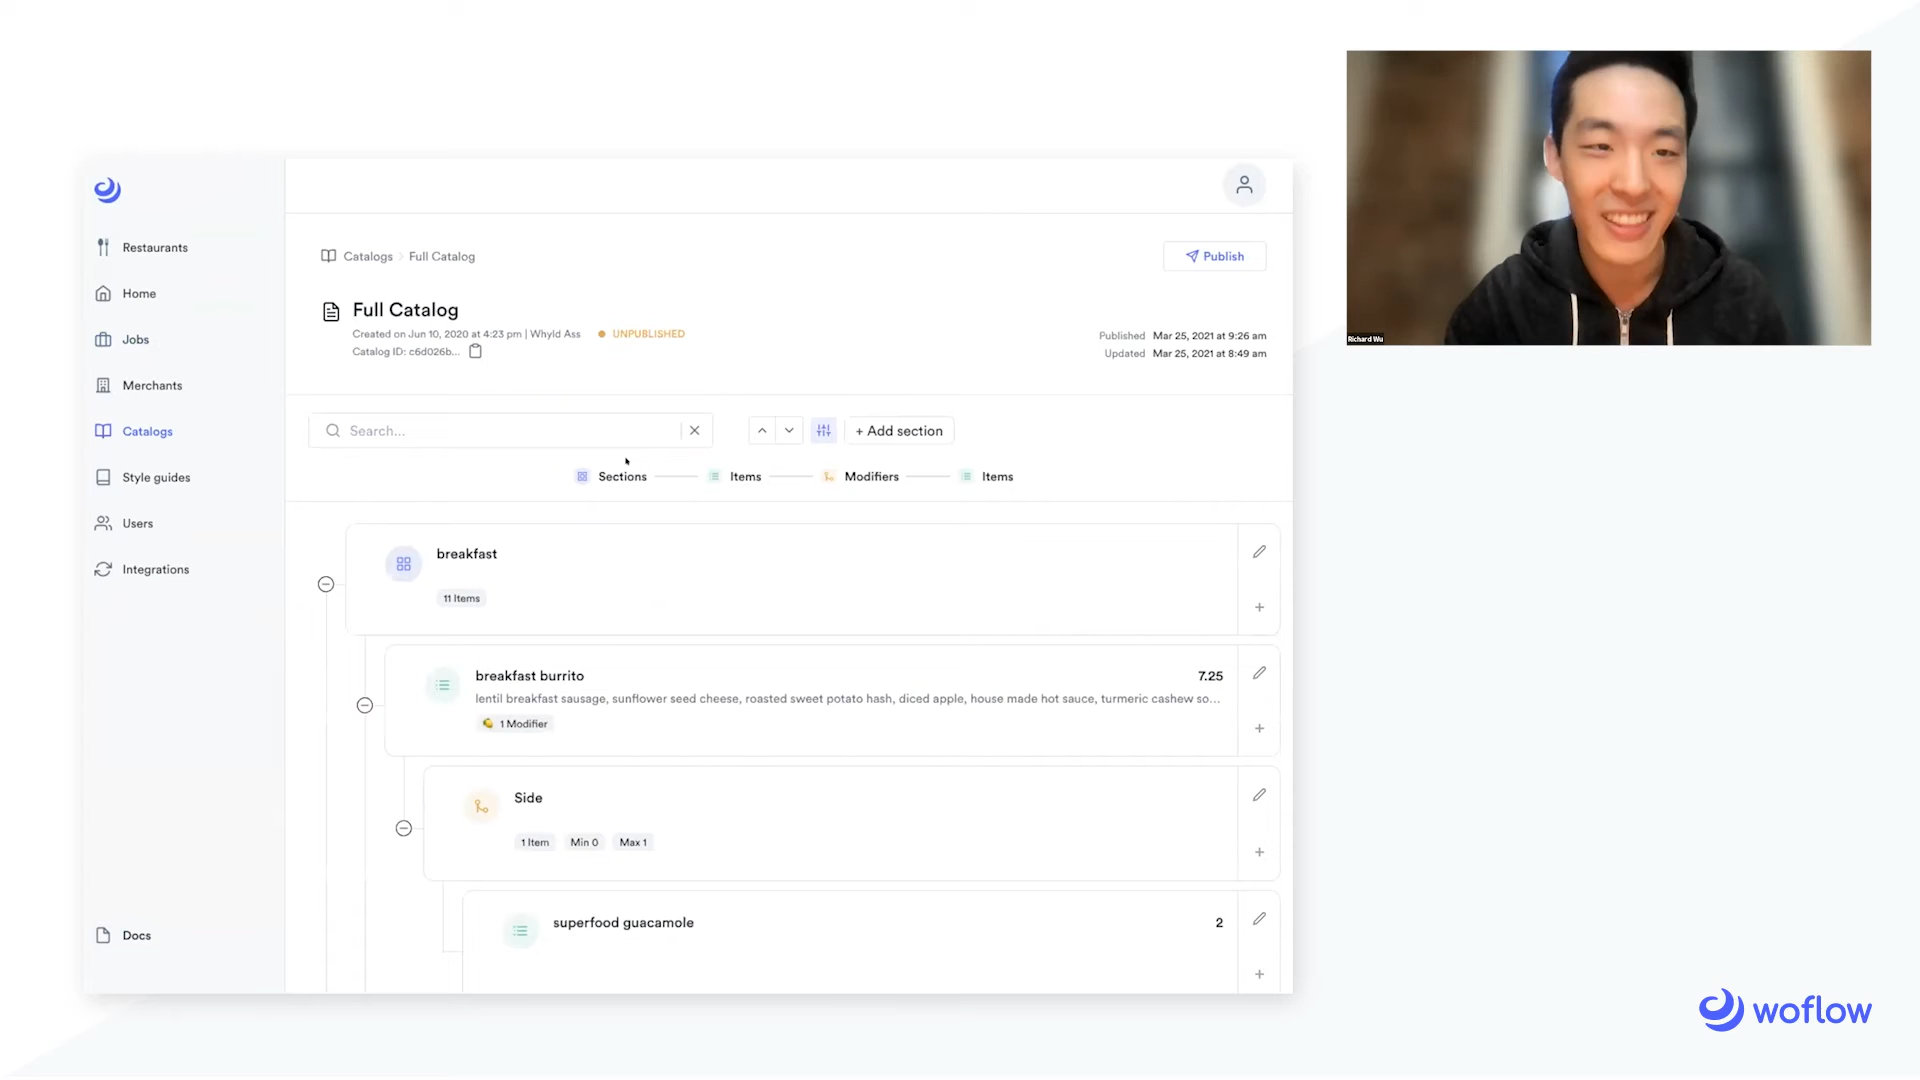 Restaurants
Home
Jobs
Merchants
Catalogs
Style guides
Users
Integrations
Docs
Catalogs > Full Catalog
Publish
Full Catalog
Created on Jun 10, 2020 at 4:23 pm | Whyld Ass UNPUBLISHED
Catalog ID: c6d026b...
Published Mar 25, 2021 at 9:26 am
Updated Mar 25, 2021 at 8:49 am
Search...
+ Add section
Sections Items Modifiers Items
breakfast
11 Items
breakfast burrito 7.25
lentil breakfast sausage, sunflower seed cheese, roasted sweet potato hash, diced apple, house made hot sauce, turmeric cashew so...
1 Modifier
Side
1 Item Min 0 Max 1
superfood guacamole 2
Richard Wu
woflow